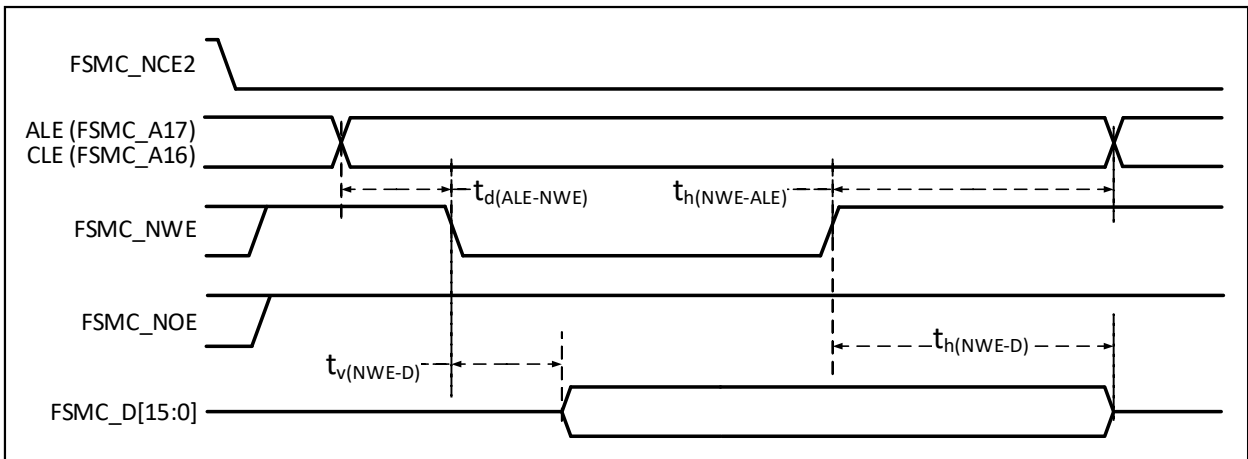 FSMC_NCE2
ALE (FSMC_A17)
CLE (FSMC_A16)
td(ALE-NWE)
th(NWE-ALE)
FSMC_NWE
FSMC_NOE
tv(NWE-D)
th(NWE-D)
FSMC_D[15:0]